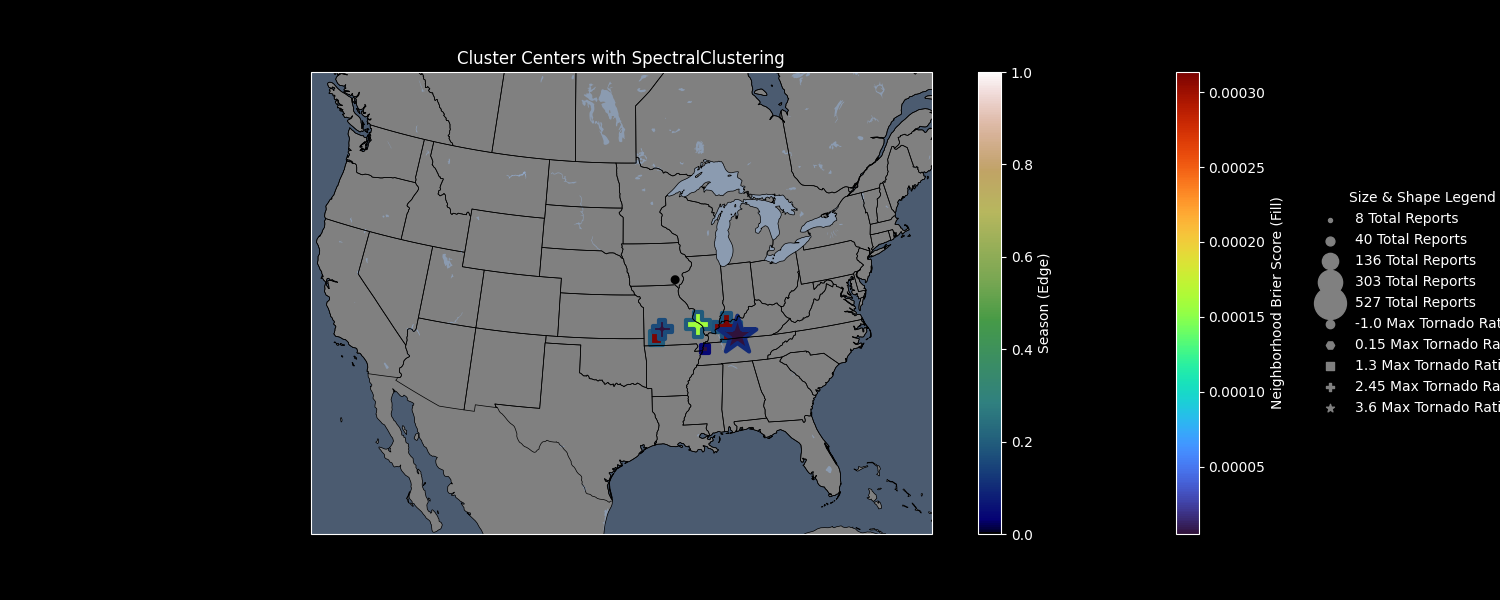 Cluster Centers with SpectralClustering
1.0
0.8
0.6
0.4
0.2
0.0
Season (Edge)
0.00030
0.00025
0.00020
0.00015
0.00010
0.00005
Neighborhood Brier Score (Fill)
Size & Shape Legend
8 Total Reports
40 Total Reports
136 Total Reports
303 Total Reports
527 Total Reports
-1.0 Max Tornado Rat
0.15 Max Tornado Ra
1.3 Max Tornado Rati
2.45 Max Tornado Rat
3.6 Max Tornado Rati